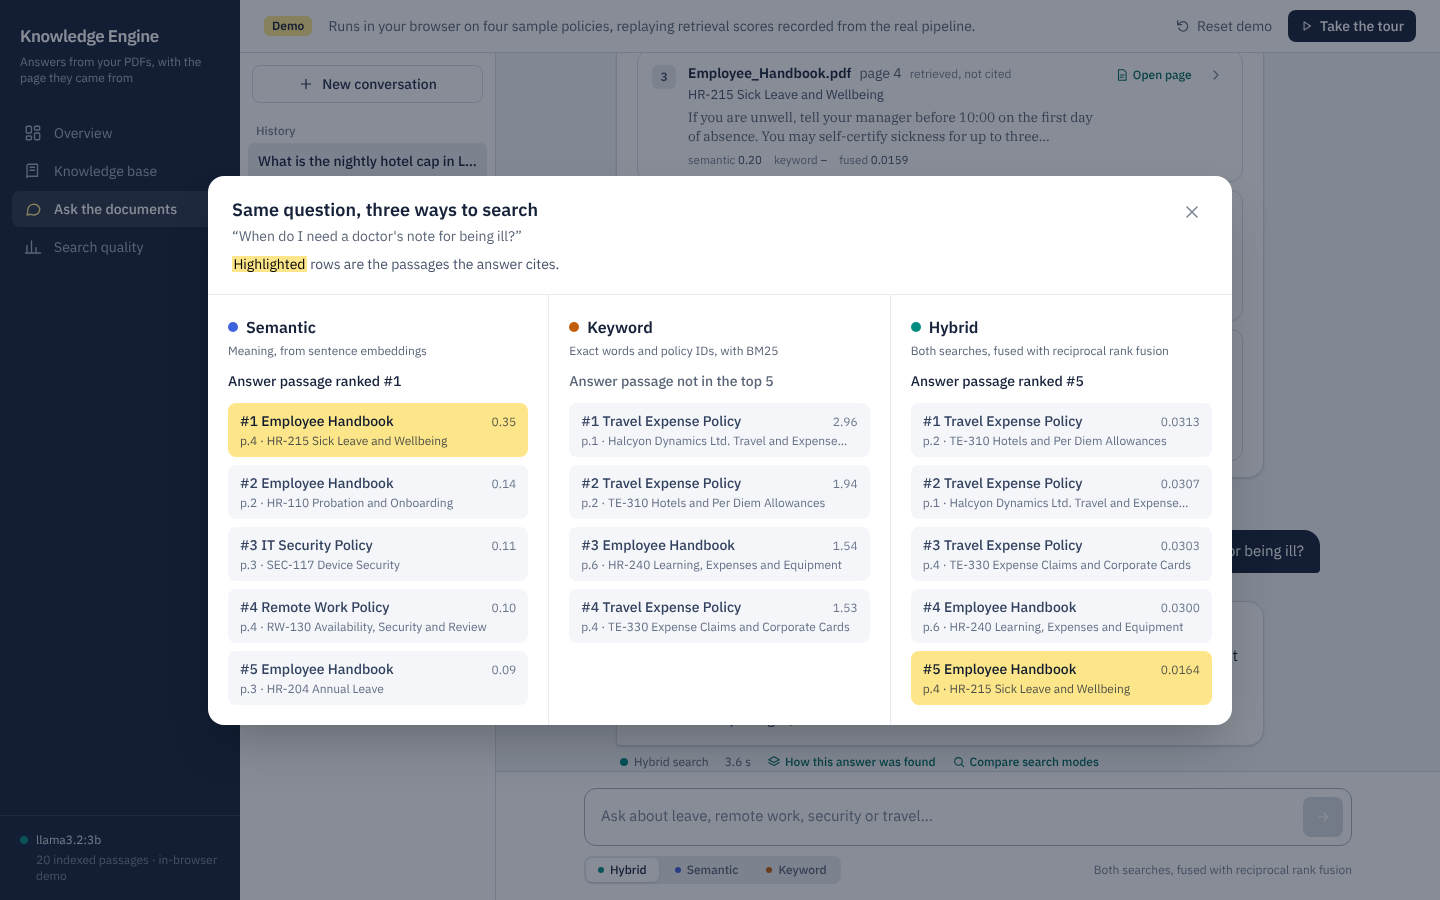 Knowledge Engine
Answers from your PDFs, with the
page they came from
Overview
Knowledge base
Ask the documents
Search quality
llama3.2:3b
20 indexed passages · in-browser
demo
Demo
Runs in your browser on four sample policies, replaying retrieval scores recorded from the real pipeline.
Reset demo
Take the tour
New conversation
History
What is the nightly hotel cap in L...
3
Employee_Handbook.pdf page 4 retrieved, not cited
Open page
HR-215 Sick Leave and Wellbeing
If you are unwell, tell your manager before 10:00 on the first day
of absence. You may self-certify sickness for up to three...
semantic 0.20 keyword – fused 0.0159
Same question, three ways to search
“When do I need a doctor's note for being ill?”
Highlighted rows are the passages the answer cites.
Semantic
Meaning, from sentence embeddings
Answer passage ranked #1
#1 Employee Handbook 0.35
p.4 · HR-215 Sick Leave and Wellbeing
#2 Employee Handbook 0.14
p.2 · HR-110 Probation and Onboarding
#3 IT Security Policy 0.11
p.3 · SEC-117 Device Security
#4 Remote Work Policy 0.10
p.4 · RW-130 Availability, Security and Review
#5 Employee Handbook 0.09
p.3 · HR-204 Annual Leave
Keyword
Exact words and policy IDs, with BM25
Answer passage not in the top 5
#1 Travel Expense Policy 2.96
p.1 · Halcyon Dynamics Ltd. Travel and Expense...
#2 Travel Expense Policy 1.94
p.2 · TE-310 Hotels and Per Diem Allowances
#3 Employee Handbook 1.54
p.6 · HR-240 Learning, Expenses and Equipment
#4 Travel Expense Policy 1.53
p.4 · TE-330 Expense Claims and Corporate Cards
Hybrid
Both searches, fused with reciprocal rank fusion
Answer passage ranked #5
#1 Travel Expense Policy 0.0313
p.2 · TE-310 Hotels and Per Diem Allowances
#2 Travel Expense Policy 0.0307
p.1 · Halcyon Dynamics Ltd. Travel and Expense...
#3 Travel Expense Policy 0.0303
p.4 · TE-330 Expense Claims and Corporate Cards
#4 Employee Handbook 0.0300
p.6 · HR-240 Learning, Expenses and Equipment
#5 Employee Handbook 0.0164
p.4 · HR-215 Sick Leave and Wellbeing
being ill?
Hybrid search 3.6 s How this answer was found Compare search modes
Ask about leave, remote work, security or travel...
Hybrid Semantic Keyword
Both searches, fused with reciprocal rank fusion